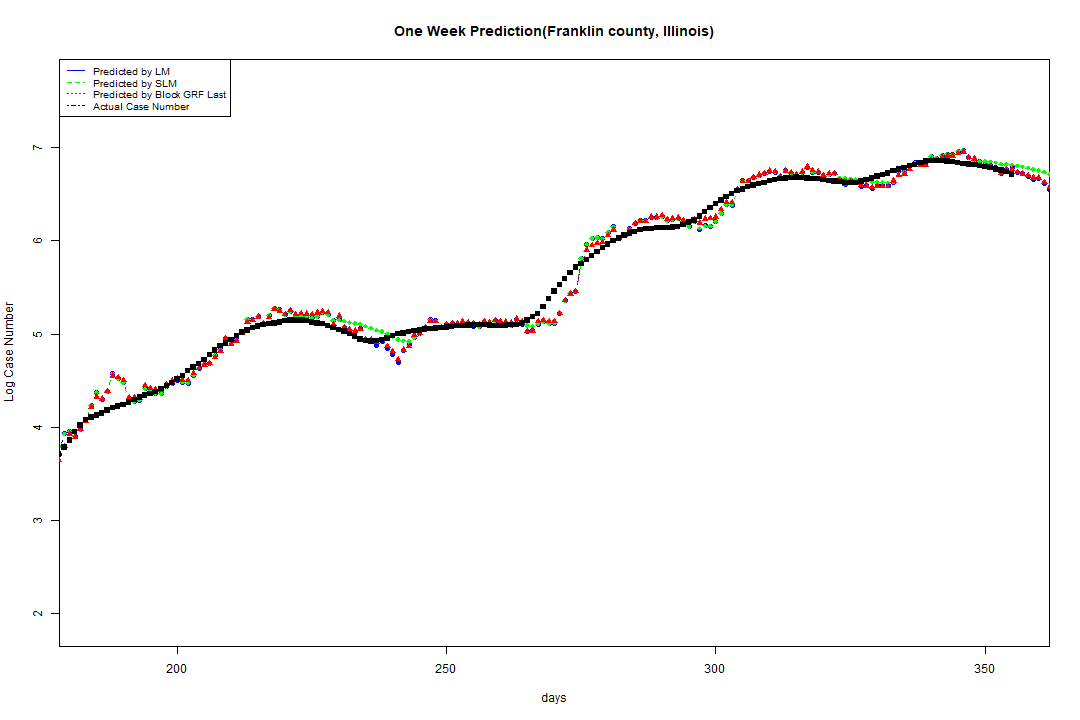 One Week Prediction(Franklin county, Illinois)
Predicted by LM
Predicted by SLM
Predicted by Block GRF Last
Actual Case Number
7
6
5
4
3
2
Log Case Number
200
250
300
350
days